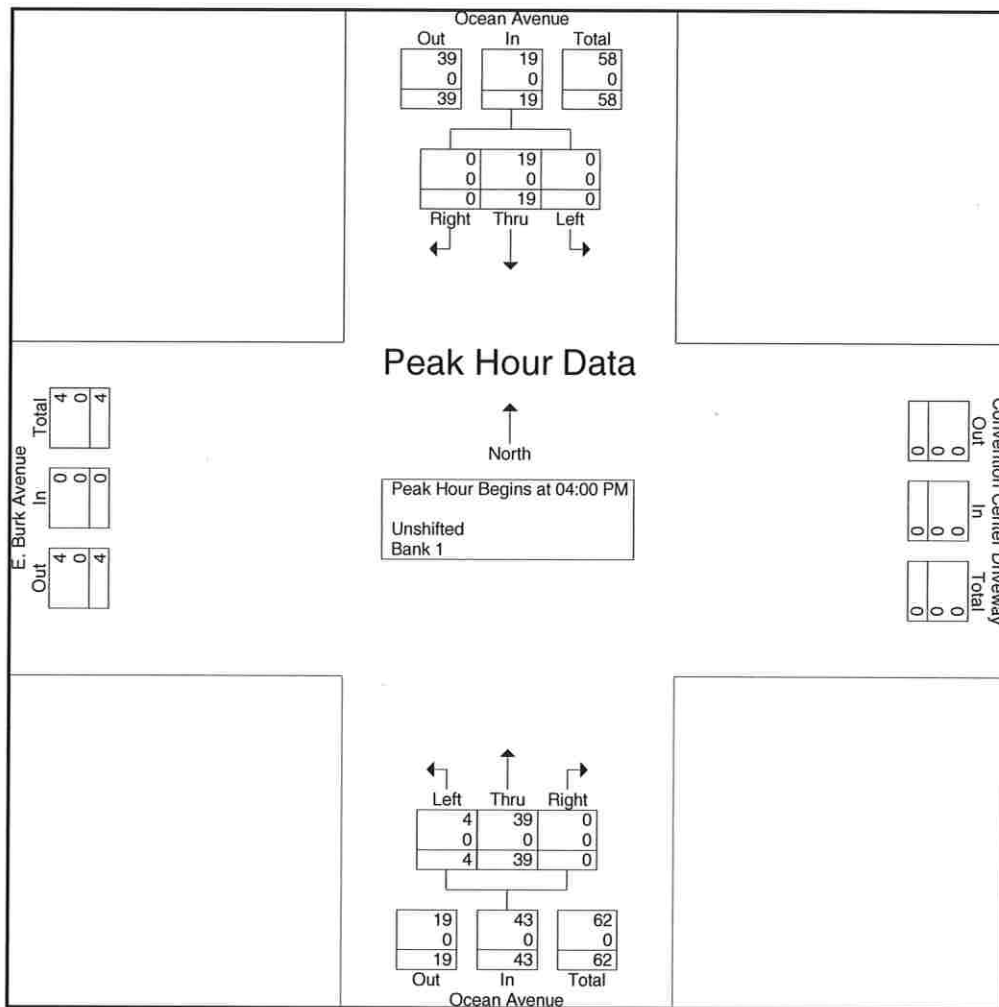 Ocean Avenue
Out In Total
39 19 58
0 0 0
39 19 58
0 19 0
0 0 0
0 19 0
Right Thru Left
Peak Hour Data
North
Peak Hour Begins at 04:00 PM
Unshifted
Bank 1
E. Burk Avenue
Out In Total
4 0 4
0 0 0
4 0 4
Convention Center Driveway
Out In Total
0 0 0
0 0 0
0 0 0
Left Thru Right
4 39 0
0 0 0
4 39 0
19 43 62
0 0 0
19 43 62
Out In Total
Ocean Avenue